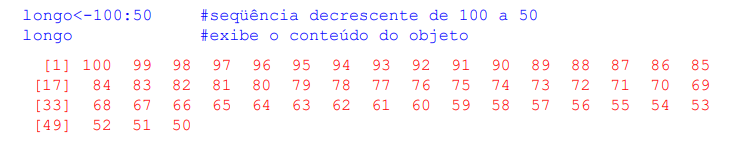 longo<-100:50 #seqüência decrescente de 100 a 50
longo #exibe o conteúdo do objeto
[1] 100 99 98 97 96 95 94 93 92 91 90 89 88 87 86 85
[17] 84 83 82 81 80 79 78 77 76 75 74 73 72 71 70 69
[33] 68 67 66 65 64 63 62 61 60 59 58 57 56 55 54 53
[49] 52 51 50